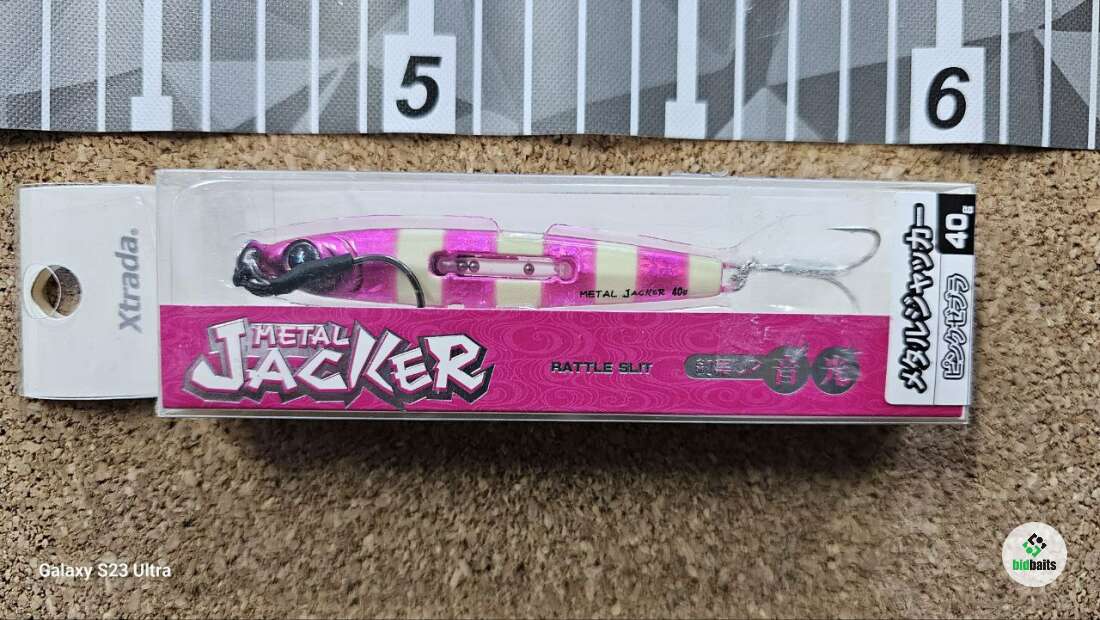 5
6
Xtrada®
METAL JACKER 40g
METAL
JACKER
RATTLE SLIT
メタルジャッカー
40g
ピンクゼブラ
Galaxy S23 Ultra
bidbaits